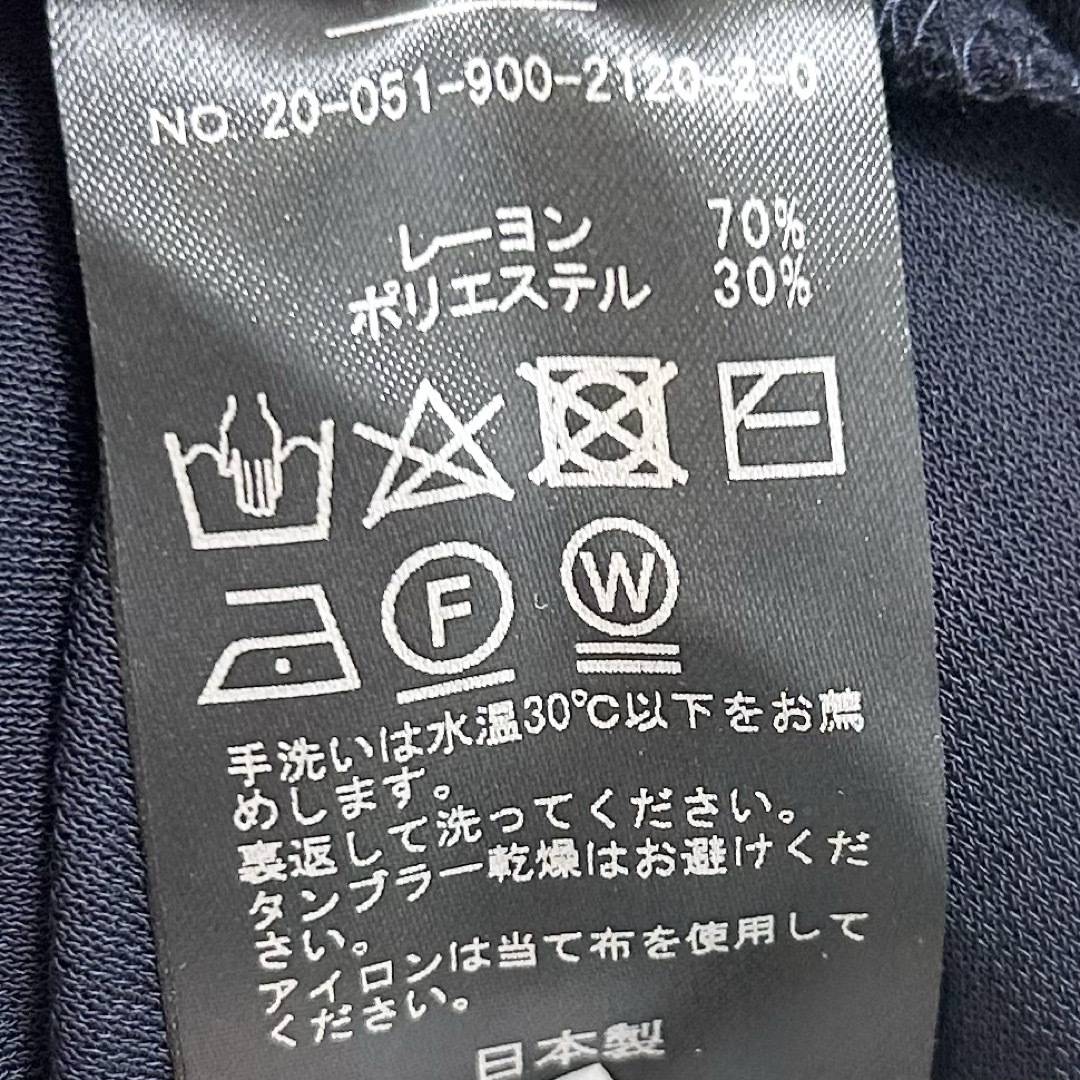 NO. 20-051-900-2120-2-0
レーヨン 70%
ポリエステル 30%
F
W
手洗いは水温30℃以下をお薦
めします。
裏返して洗ってください。
タンブラー乾燥はお避けくだ
さい。
アイロンは当て布を使用して
ください。
日本製